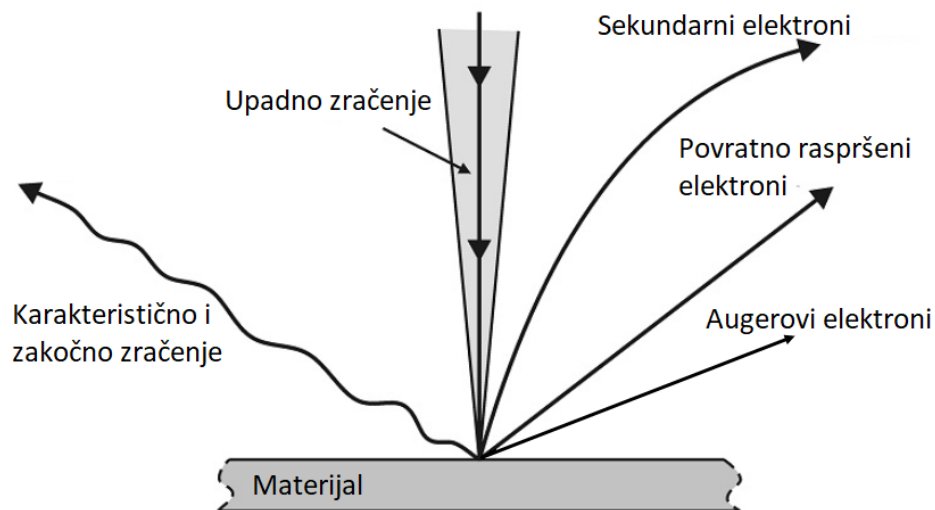 Sekundarni elektroni
Upadno zračenje
Povratno raspršeni
elektroni
Karakteristično i
zakočno zračenje
Augerovi elektroni
Materijal